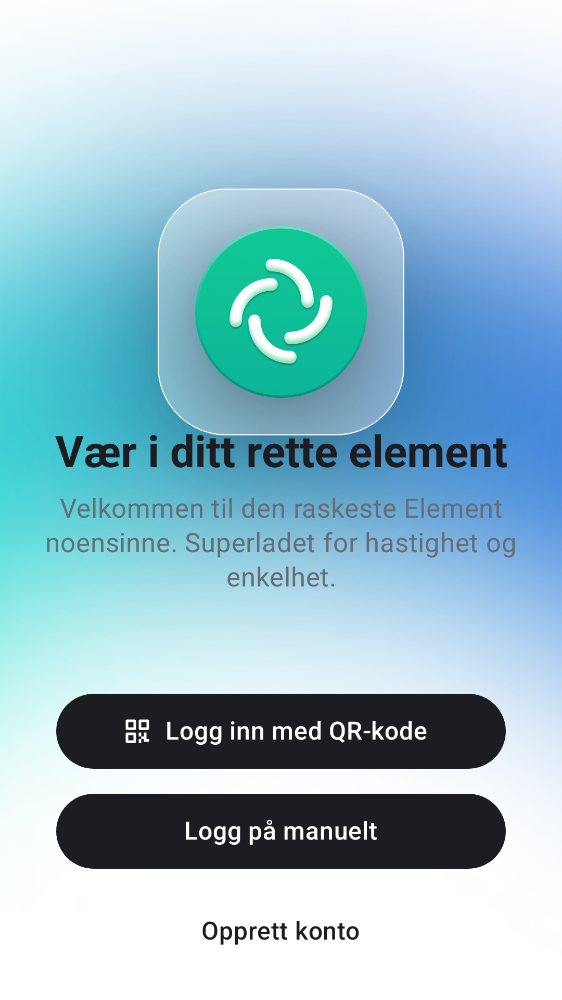 Vær i ditt rette element
Velkommen til den raskeste Element
noensinne. Superladet for hastighet og
enkelhet.
Logg inn med QR-kode
Logg på manuelt
Opprett konto